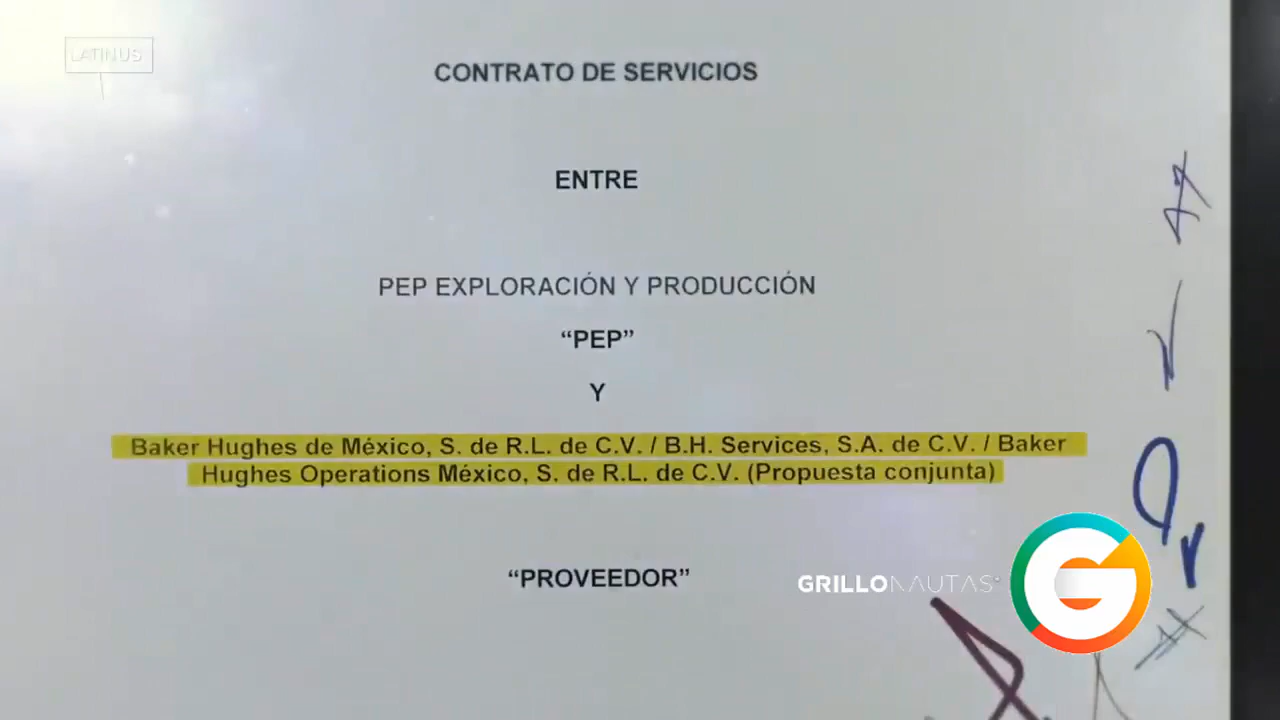 LATINUS
CONTRATO DE SERVICIOS
ENTRE
PEP EXPLORACIÓN Y PRODUCCIÓN
“PEP”
Y
Baker Hughes de México, S. de R.L. de C.V. / B.H. Services, S.A. de C.V. / Baker
Hughes Operations México, S. de R.L. de C.V. (Propuesta conjunta)
“PROVEEDOR”
GRILLONAUTAS
G